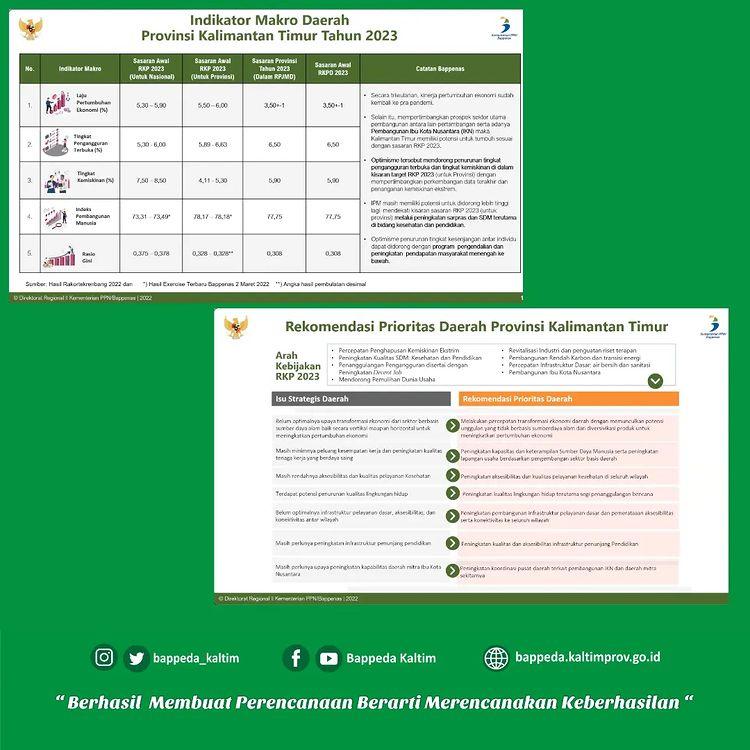 Indikator Makro Daerah
Provinsi Kalimantan Timur Tahun 2023
Kementerian PPN/
Bappenas
No.
Indikator Makro
Sasaran Awal
RKP 2023
(Untuk Nasional)
Sasaran Awal
RKP 2023
(Untuk Provinsi)
Sasaran Provinsi
Tahun 2023
(Dalam RPJMD)
Sasaran Awal
RKPD 2023
Catatan Bappenas
1.
Laju
Pertumbuhan
Ekonomi (%)
5,30 – 5,90
5,50 – 6,00
3,50+-1
3,50+-1
2.
Tingkat
Pengangguran
Terbuka (%)
5,30 - 6,00
5,89 - 6,63
6,50
6,50
3.
Tingkat
Kemiskinan (%)
7,50 – 8,50
4,11 - 5,30
5,90
5,90
4.
Indeks
Pembangunan
Manusia
73,31 – 73,49*
78,17 – 78,18*
77,75
77,75
5.
Rasio
Gini
0,375 - 0,378
0,328 – 0,328**
0,308
0,308
• Secara trikulanan, kinerja pertumbuhan ekonomi sudah
kembali ke pra pandemi.
• Selain itu, mempertimbangkan prospek sektor utama
pembangunan antara lain pertambangan serta adanya
Pembangunan Ibu Kota Nusantara (IKN) maka
Kalimantan Timur memiliki potensi untuk tumbuh sesuai
dengan sasaran RKP 2023.
• Optimisme tersebut mendorong penurunan tingkat
pengangguran terbuka dan tingkat kemiskinan di dalam
kisaran target RKP 2023 (untuk Provinsi) dengan
mempertimbangkan perkembangan data terakhir dan
penanganan kemiskinan ekstrem.
• IPM masih memiliki potensi untuk didorong lebih tinggi
lagi mendekati kisaran sasaran RKP 2023 (untuk
provinsi) melalui peningkatan sarpras dan SDM terutama
di bidang kesehatan dan pendidikan.
• Optimisme penurunan tingkat kesenjangan antar individu
dapat didorong dengan program pengendalian dan
peningkatan pendapatan masyarakat menengah ke
bawah.
Sumber: Hasil Rakortekrenbang 2022 dan *) Hasil Exercise Terbaru Bappenas 2 Maret 2022 **) Angka hasil pembulatan desimal
© Direktorat Regional II Kementerian PPN/Bappenas | 2022
1
Rekomendasi Prioritas Daerah Provinsi Kalimantan Timur
Kementerian PPN/
Bappenas
Arah
Kebijakan
RKP 2023
• Percepatan Penghapusan Kemiskinan Ekstrim
• Peningkatan Kualitas SDM: Kesehatan dan Pendidikan
• Penanggulangan Pengangguran disertai dengan
Peningkatan Decent Job
• Mendorong Pemulihan Dunia Usaha
• Revitalisasi Industri dan penguatan riset terapan
• Pembangunan Rendah Karbon dan transisi energi
• Percepatan Infrastruktur Dasar: air bersih dan sanitasi
• Pembangunan Ibu Kota Nusantara
Isu Strategis Daerah
Rekomendasi Prioritas Daerah
Belum optimalnya upaya transformasi ekonomi dari sektor berbasis
sumber daya alam baik secara vertikal maupun horizontal untuk
meningkatkan pertumbuhan ekonomi
Melakukan percepatan transformasi ekonomi daerah dengan memunculkan potensi
unggulan yang tidak berbasis sumberdaya alam dan diversivikasi produk untuk
meningkatkan pertumbuhan ekonomi
Masih minimnya peluang kesempatan kerja dan peningkatan kualitas
tenaga kerja yang berdaya saing
Peningkatan kapasitas dan keterampilan Sumber Daya Manusia serta peningkatan
lapangan usaha berdasarkan pengembangan sektor basis daerah
Masih rendahnya aksesibilitas dan kualitas pelayanan Kesehatan
Peningkatan aksesibilitas dan kualitas pelayanan kesehatan di seluruh wilayah
Terdapat potensi penurunan kualitas lingkungan hidup
Peningkatan kualitas lingkungan hidup terutama segi penanggulangan bencana
Belum optimalnya infrastruktur pelayanan dasar, aksesibilitas, dan
konektivitas antar wilayah
Peningkatan pembangunan infrastruktur pelayanan dasar dan pemerataaan aksesibilitas
serta konektivitas ke seluruh wilayah
Masih perlunya peningkatan infrastruktur penunjang pendidikan
Peningkatan kualitas dan aksesibilitas infrastruktur penunjang Pendidikan
Masih perlunya upaya peningkatan kapabilitas daerah mitra Ibu Kota
Nusantara
Peningkatan koordinasi pusat daerah terkait pembangunan IKN dan daerah mitra
sekitarnya
© Direktorat Regional II Kementerian PPN/Bappenas | 2022
bappeda_kaltim
Bappeda Kaltim
bappeda.kaltimprov.go.id
“ Berhasil Membuat Perencanaan Berarti Merencanakan Keberhasilan “